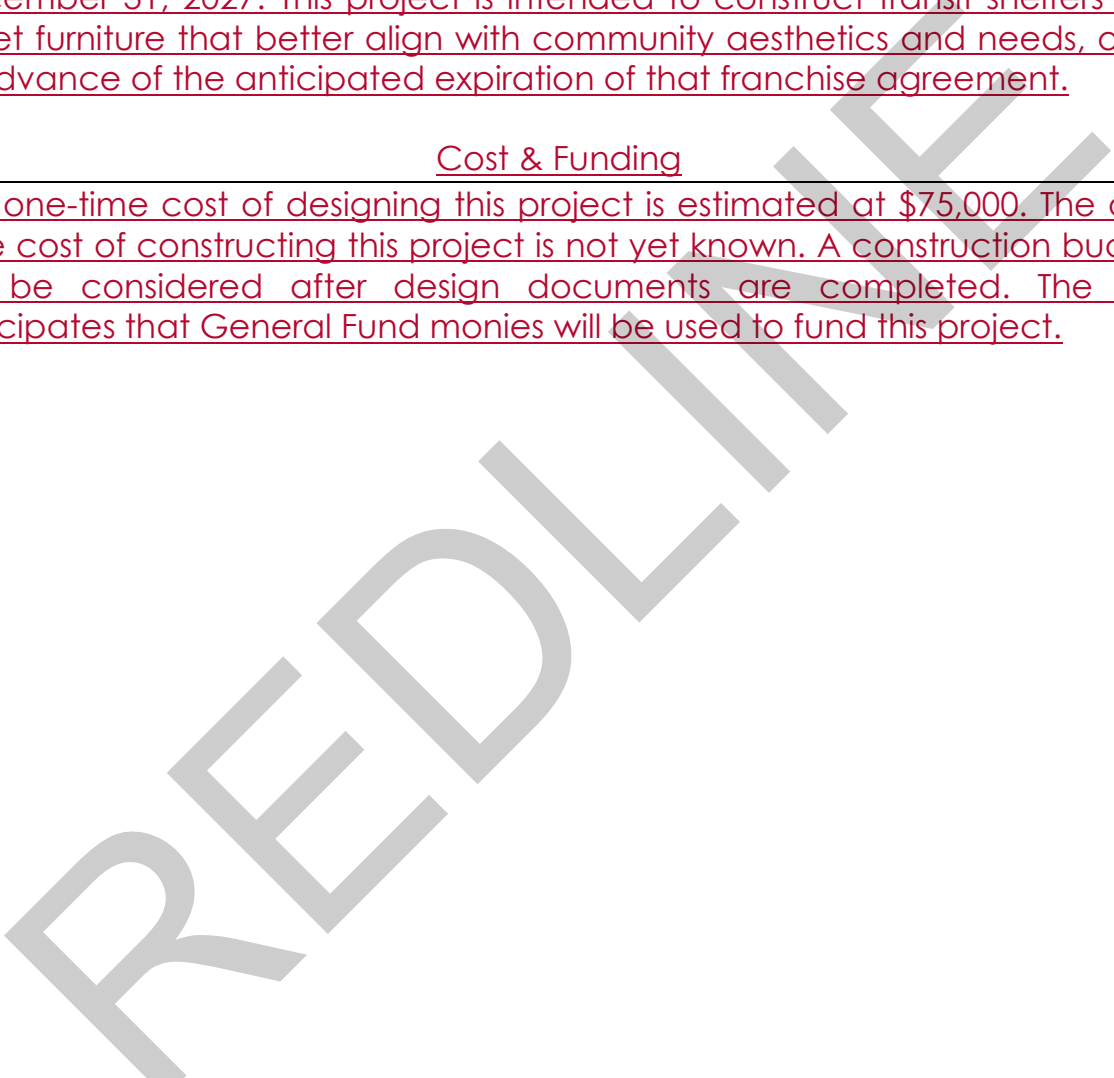 ember 31, 2027. This project is intended to construct transit shelters
et furniture that better align with community aesthetics and needs,
dvance of the anticipated expiration of that franchise agreement.
Cost & Funding
one-time cost of designing this project is estimated at $75,000. The
e cost of constructing this project is not yet known. A construction
be considered after design documents are completed. The
cipates that General Fund monies will be used to fund this project.
REDLINE